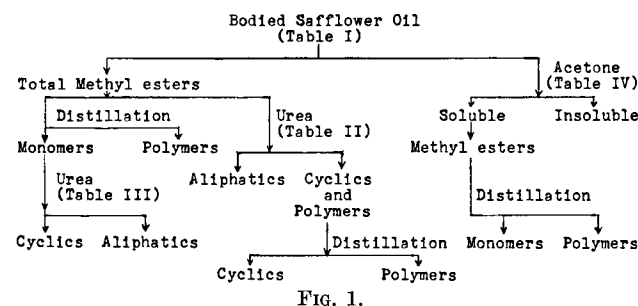 Bodied Safflower Oil
(Table I)
Total Methyl esters
Acetone
(Table IV)
Distillation
Urea
(Table II)
Soluble
Insoluble
Monomers
Polymers
Methyl esters
Urea
(Table III)
Aliphatics
Cyclics
and
Polymers
Distillation
Cyclics
Aliphatics
Distillation
Monomers
Polymers
Cyclics
Polymers
FIG. 1.